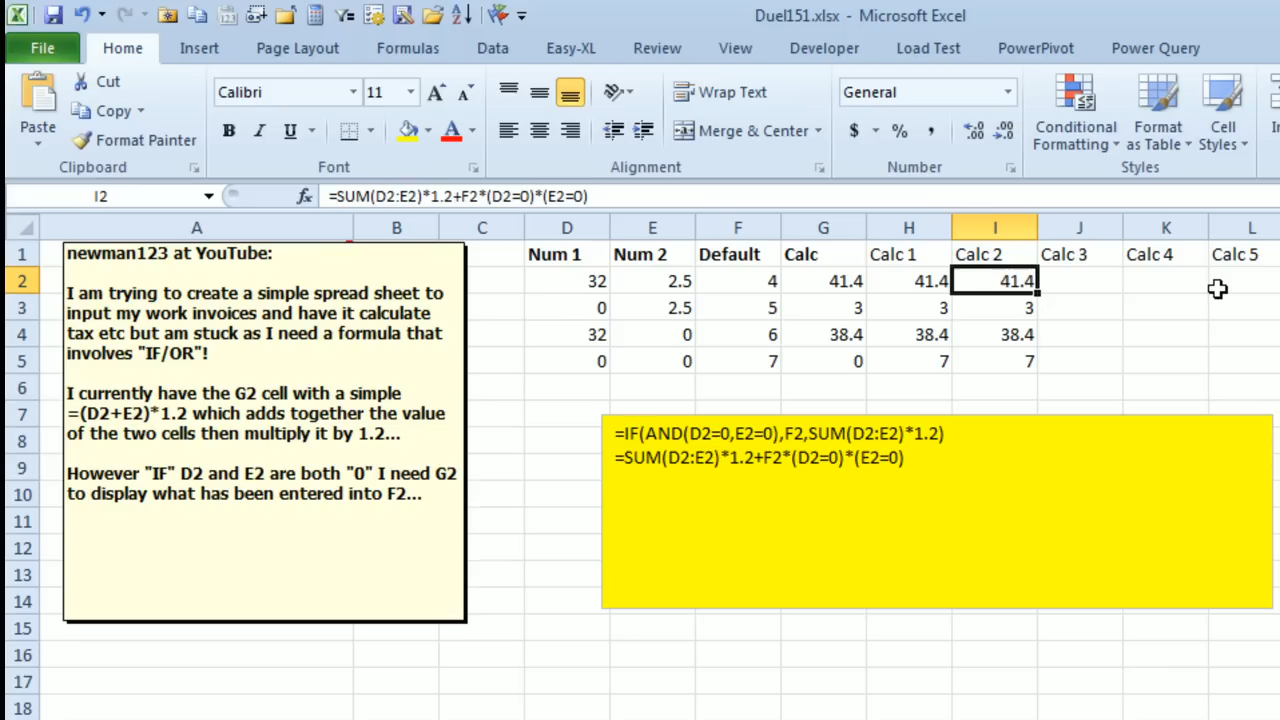 Duel151.xlsx - Microsoft Excel
File Home Insert Page Layout Formulas Data Easy-XL Review View Developer Load Test PowerPivot Power Query
Cut
Copy
Format Painter
Paste
Calibri 11
B I U
Wrap Text
Merge & Center
General
$ % ,
Conditional Formatting
Format as Table
Cell Styles
Clipboard Font Alignment Number Styles
I2 fx =SUM(D2:E2)*1.2+F2*(D2=0)*(E2=0)
A B C D E F G H I J K L
1 Num 1 Num 2 Default Calc Calc 1 Calc 2 Calc 3 Calc 4 Calc 5
2 32 2.5 4 41.4 41.4 41.4
3 0 2.5 5 3 3 3
4 32 0 6 38.4 38.4 38.4
5 0 0 7 0 7 7
6
7
8
9
10
11
12
13
14
15
16
17
18
newman123 at YouTube:
I am trying to create a simple spread sheet to
input my work invoices and have it calculate
tax etc but am stuck as I need a formula that
involves "IF/OR"!
I currently have the G2 cell with a simple
=(D2+E2)*1.2 which adds together the value
of the two cells then multiply it by 1.2...
However "IF" D2 and E2 are both "0" I need G2
to display what has been entered into F2...
=IF(AND(D2=0,E2=0),F2,SUM(D2:E2)*1.2)
=SUM(D2:E2)*1.2+F2*(D2=0)*(E2=0)